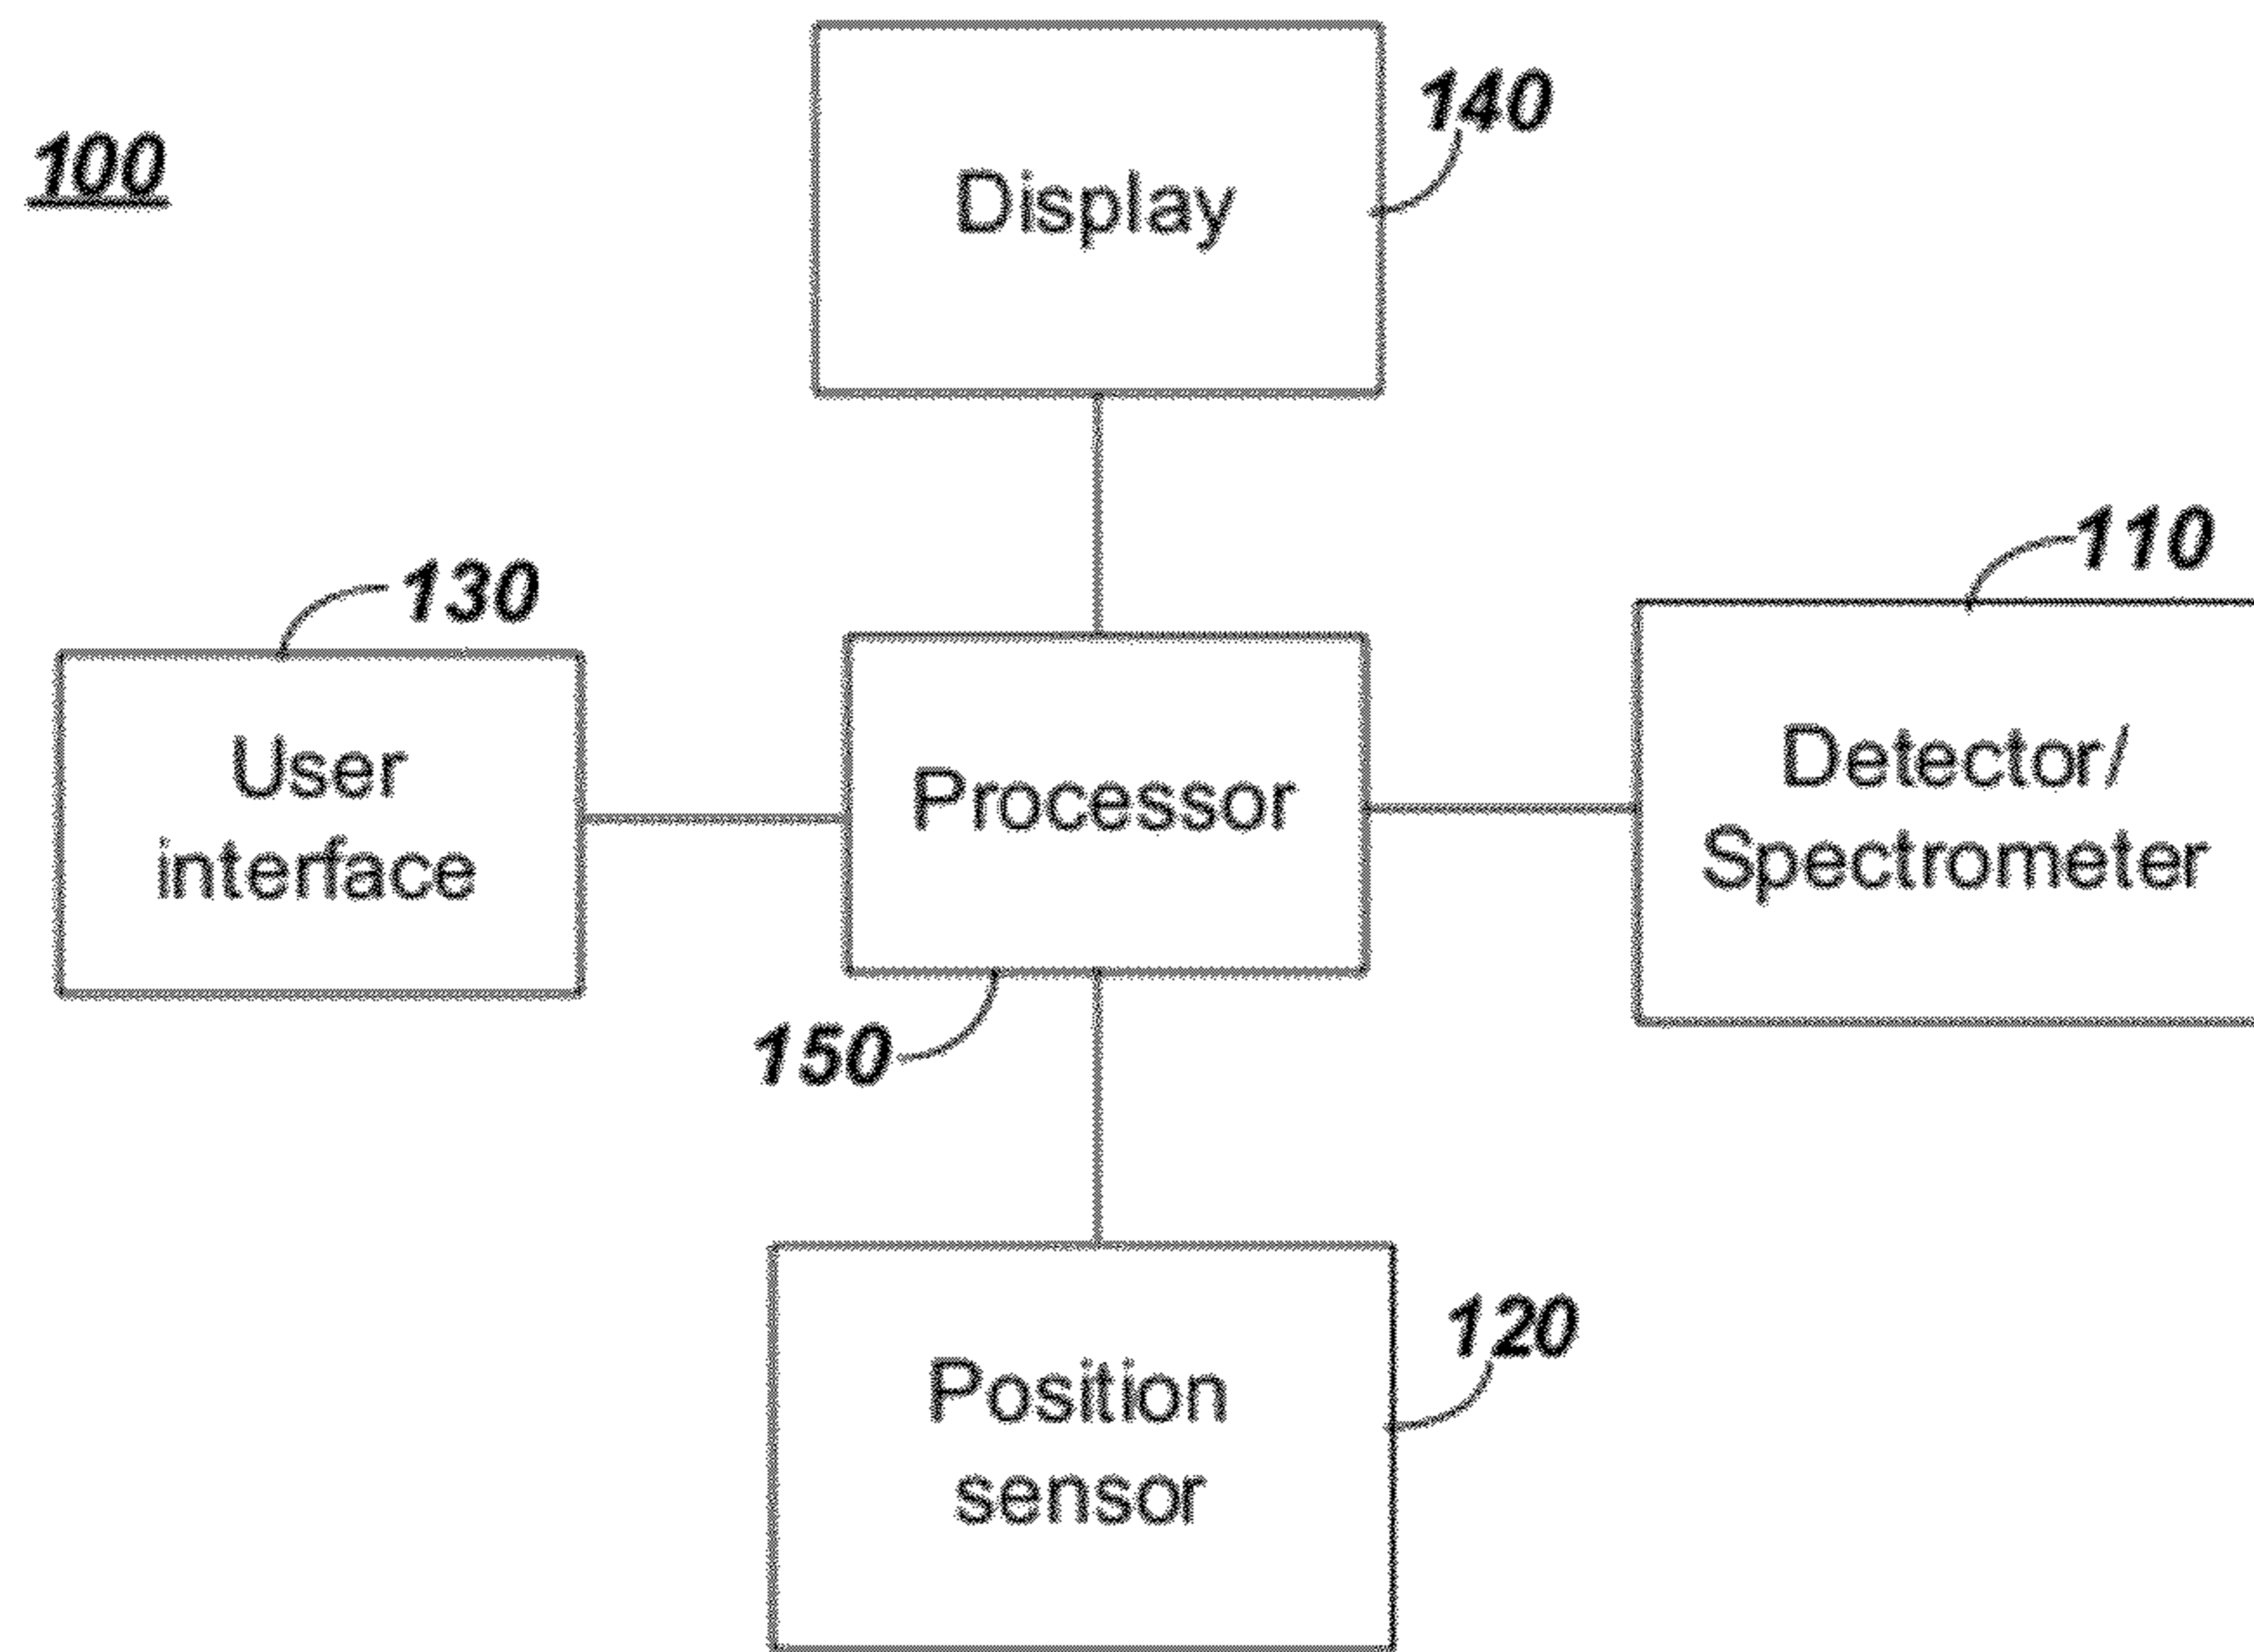 100
Display
140
130
110
User
interface
Processor
Detector/
Spectrometer
150
Position
sensor
120